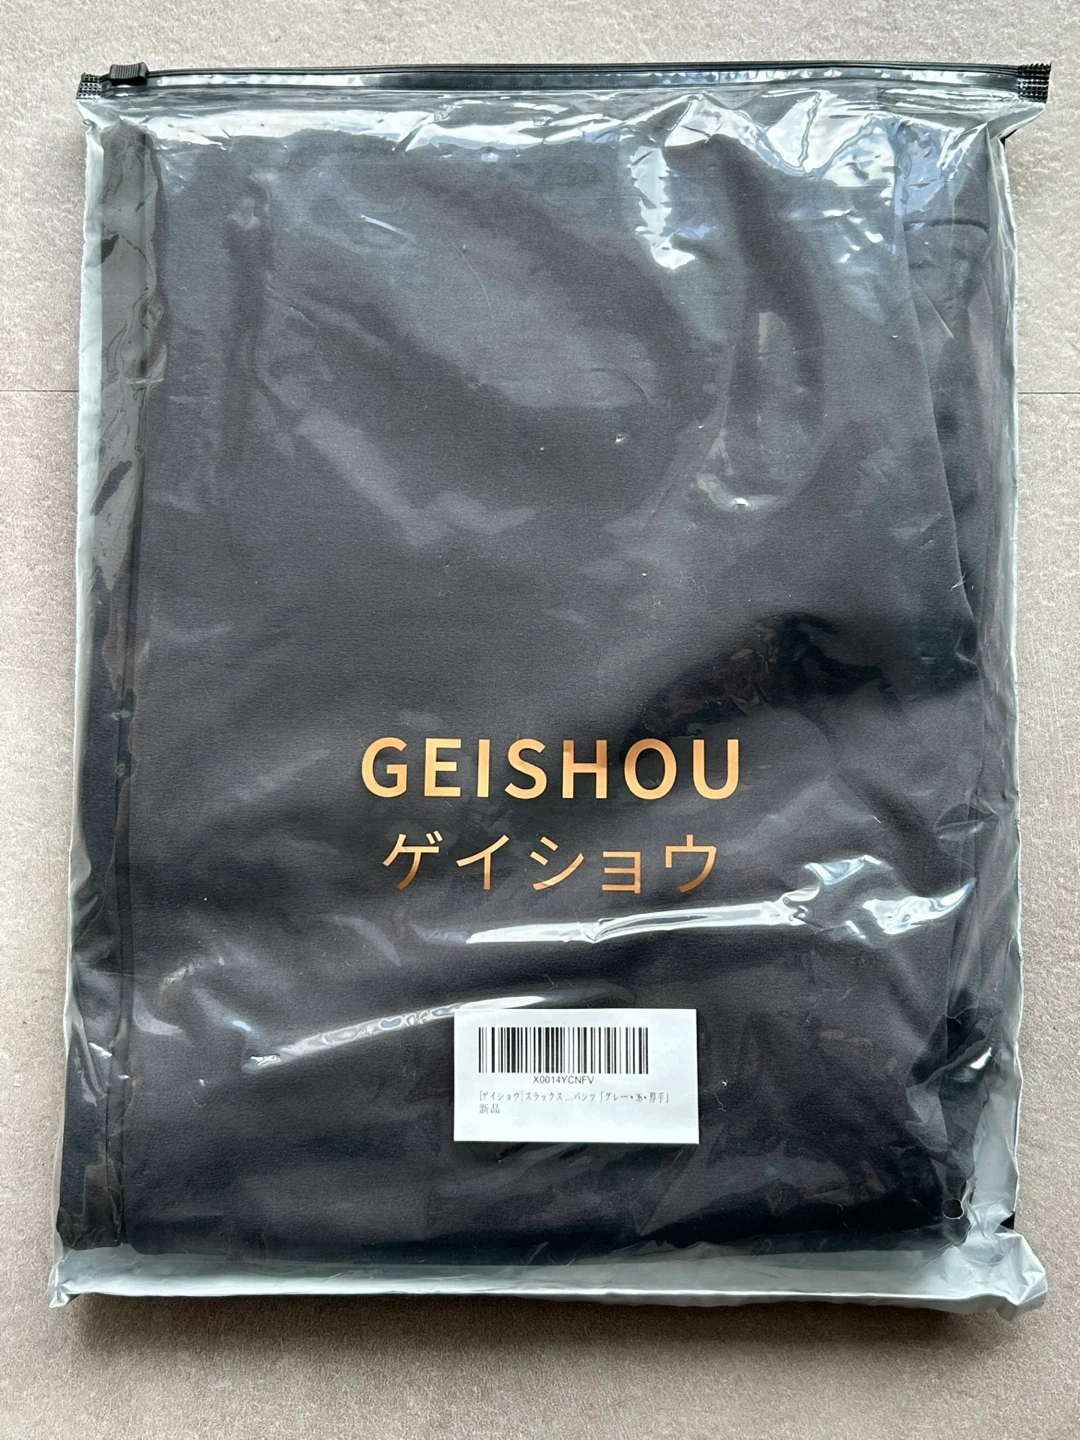 GEISHOU
ゲイショウ
X0014YCNFV
[ゲイショウ]スラックス...パンツ「グレー・36・厚手」
新品